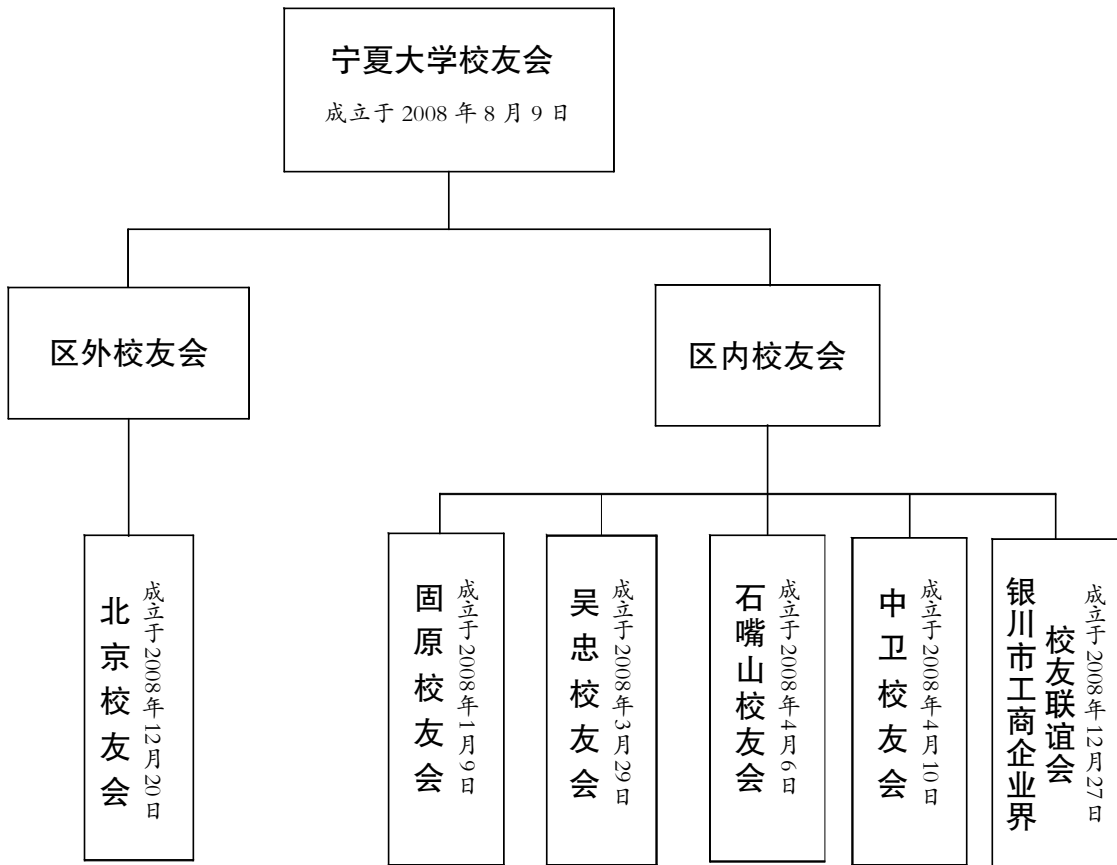 宁夏大学校友会
成立于 2008 年 8 月 9 日
区外校友会
区内校友会
北京校友会
成立于2008年12月20日
固原校友会
成立于2008年1月9日
吴忠校友会
成立于2008年3月29日
石嘴山校友会
成立于2008年4月6日
中卫校友会
成立于2008年4月10日
银川市工商企业界
校友联谊会
成立于2008年12月27日